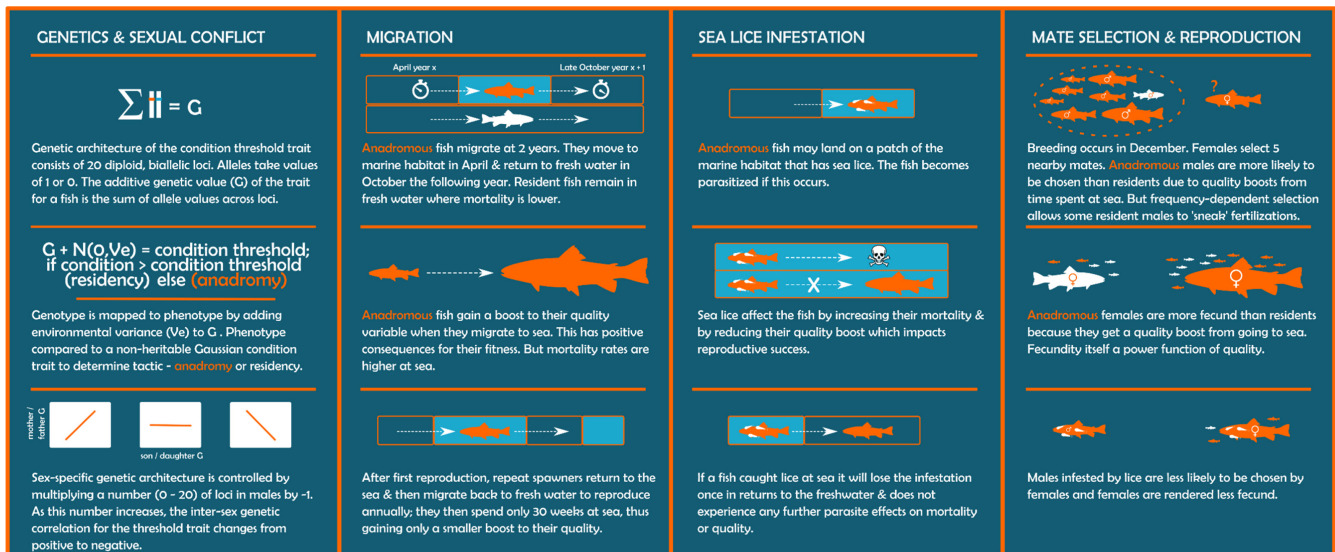 GENETICS & SEXUAL CONFLICT
∑ = G
Genetic architecture of the condition threshold trait
consists of 20 diploid, biallelic loci. Alleles take values
of 1 or 0. The additive genetic value (G) of the trait
for a fish is the sum of allele values across loci.
G + N(0,Ve) = condition threshold;
if condition > condition threshold
(residency) else (anadromy)
Genotype is mapped to phenotype by adding
environmental variance (Ve) to G . Phenotype
compared to a non-heritable Gaussian condition
trait to determine tactic - anadromy or residency.
mother /
father G
son / daughter G
Sex-specific genetic architecture is controlled by
multiplying a number (0 - 20) of loci in males by -1.
As this number increases, the inter-sex genetic
correlation for the threshold trait changes from
positive to negative.
MIGRATION
April year x
Late October year x + 1
Anadromous fish migrate at 2 years. They move to
marine habitat in April & return to fresh water in
October the following year. Resident fish remain in
fresh water where mortality is lower.
Anadromous fish gain a boost to their quality
variable when they migrate to sea. This has positive
consequences for their fitness. But mortality rates are
higher at sea.
After first reproduction, repeat spawners return to the
sea & then migrate back to fresh water to reproduce
annually; they then spend only 30 weeks at sea, thus
gaining only a smaller boost to their quality.
SEA LICE INFESTATION
Anadromous fish may land on a patch of the
marine habitat that has sea lice. The fish becomes
parasitized if this occurs.
X
Sea lice affect the fish by increasing their mortality &
by reducing their quality boost which impacts
reproductive success.
If a fish caught lice at sea it will lose the infestation
once in returns to the freshwater & does not
experience any further parasite effects on mortality
or quality.
MATE SELECTION & REPRODUCTION
?
Breeding occurs in December. Females select 5
nearby mates. Anadromous males are more likely to
be chosen than residents due to quality boosts from
time spent at sea. But frequency-dependent selection
allows some resident males to 'sneak' fertilizations.
Anadromous females are more fecund than residents
because they get a quality boost from going to sea.
Fecundity itself a power function of quality.
Males infested by lice are less likely to be chosen by
females and females are rendered less fecund.